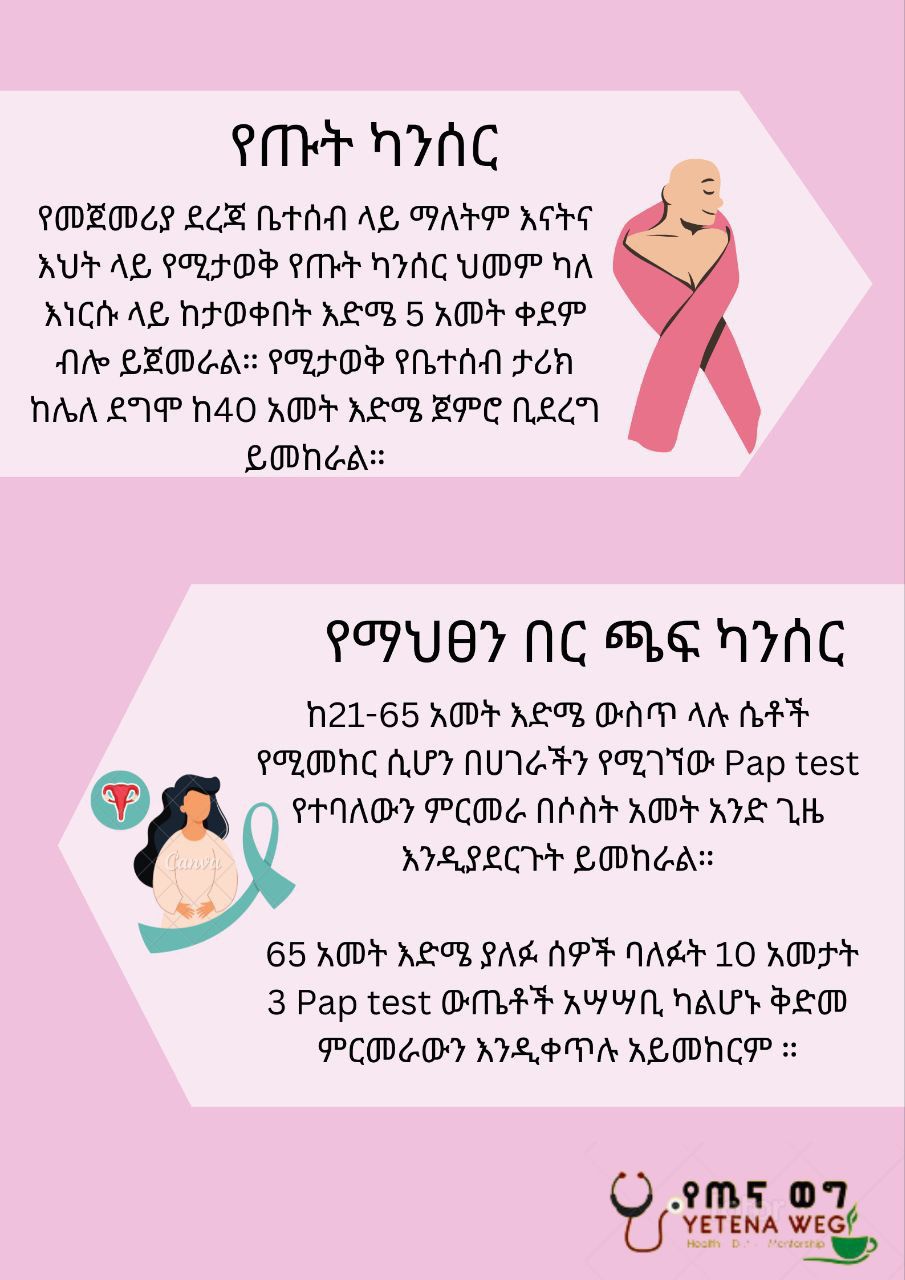 የጡት ካንሰር
የመጀመሪያ ደረጃ ቤተሰብ ላይ ማለትም እናትና
እህት ላይ የሚታወቅ የጡት ካንሰር ህመም ካለ
እነርሱ ላይ ከታወቀበት እድሜ 5 አመት ቀደም
ብሎ ይጀመራል። የሚታወቅ የቤተሰብ ታሪክ
ከሌለ ደግሞ ከ40 አመት እድሜ ጀምሮ ቢደረግ
ይመከራል።
የማህፀን በር ጫፍ ካንሰር
ከ21-65 አመት እድሜ ውስጥ ላሉ ሴቶች
የሚመከር ሲሆን በሀገራችን የሚገኘው Pap test
የተባለውን ምርመራ በሶስት አመት አንድ ጊዜ
እንዲያደርጉት ይመከራል።
Canva
65 አመት እድሜ ያለፉ ሰዎች ባለፉት 10 አመታት
3 Pap test ውጤቶች አሣሣቢ ካልሆኑ ቅድመ
ምርመራውን እንዲቀጥሉ አይመከርም ።
የጤና ወግ
YETENA WEG
Health Mentorship